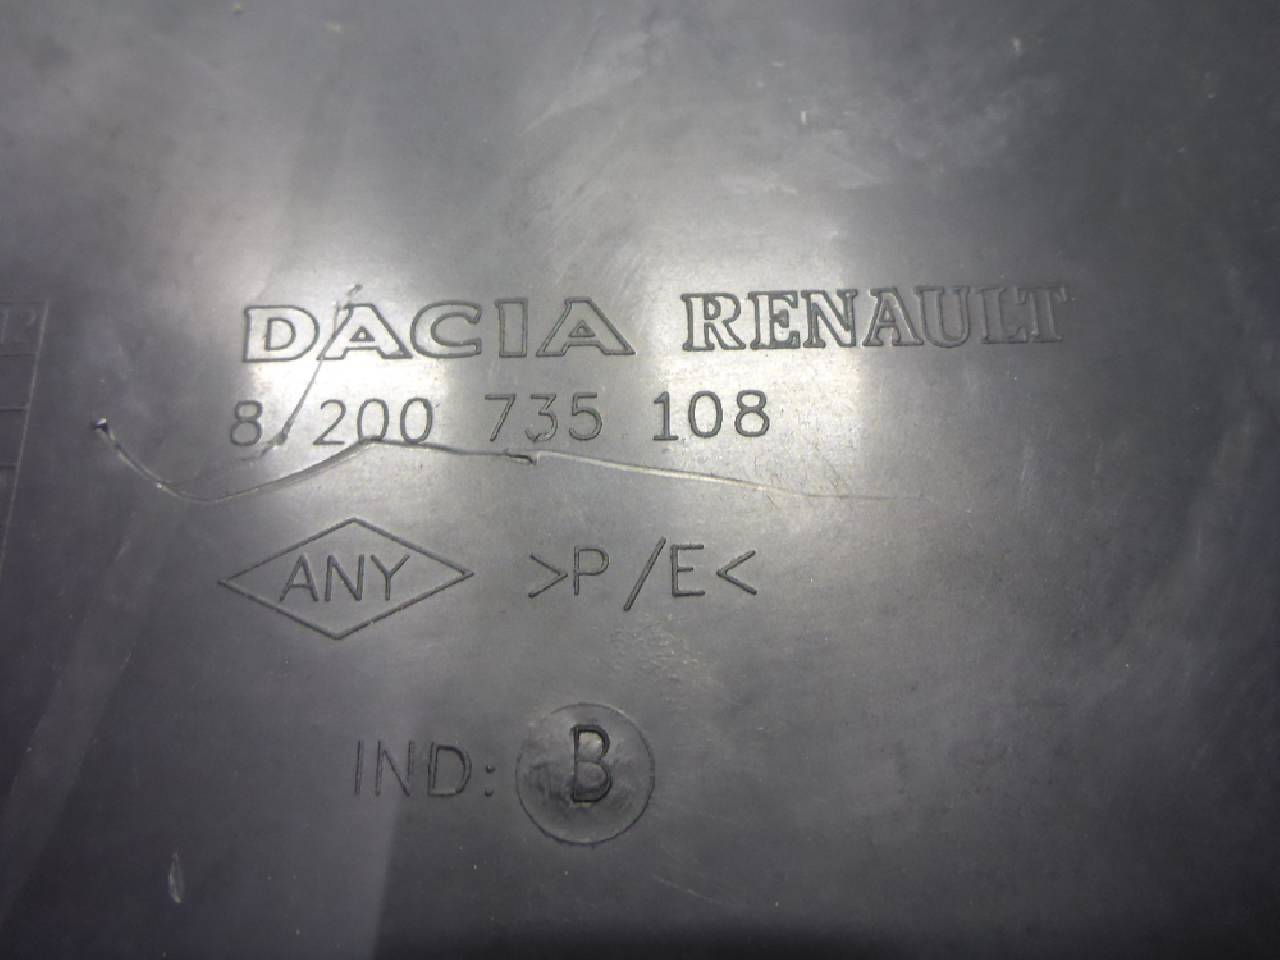 DACIA RENAULT
8 200 735 108
ANY >P/E<
IND: B